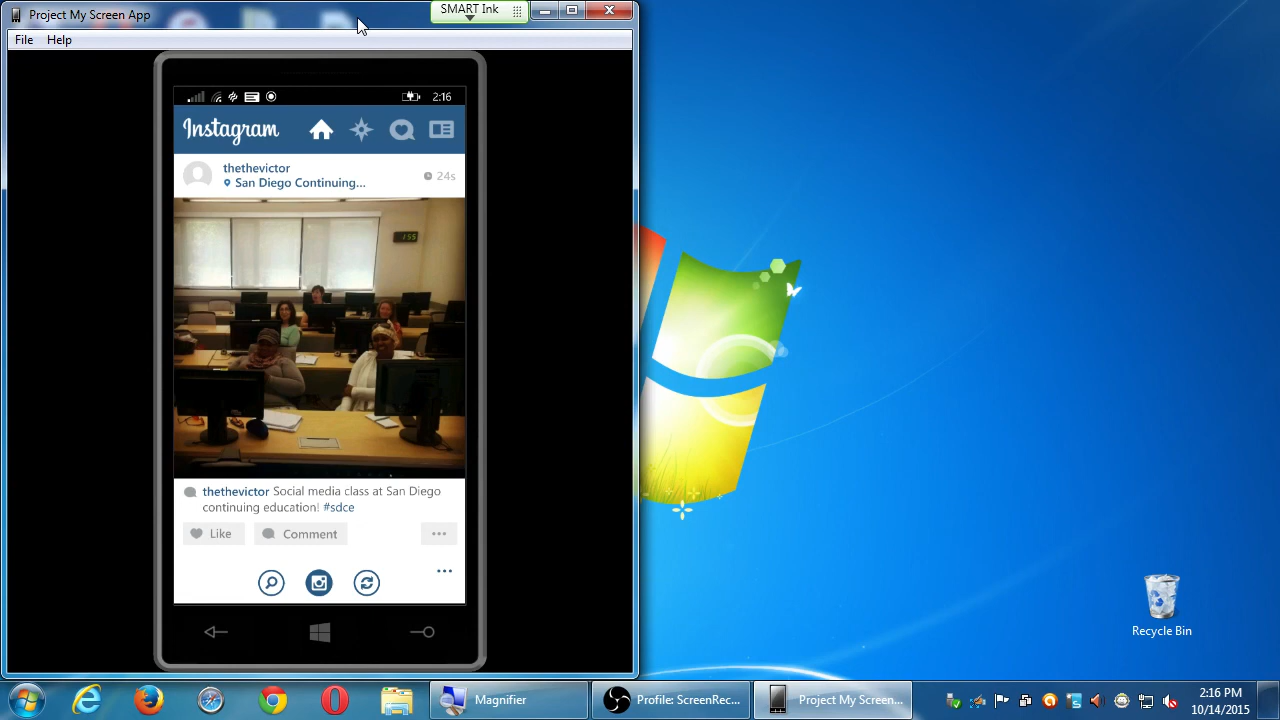 Project My Screen App
SMART Ink
File Help
2:16
Instagram
thethevictor
San Diego Continuing...
24s
1:55
thethevictor Social media class at San Diego
continuing education! #sdce
Like
Comment
Recycle Bin
Magnifier
Profile: ScreenRec...
Project My Screen...
2:16 PM
10/14/2015